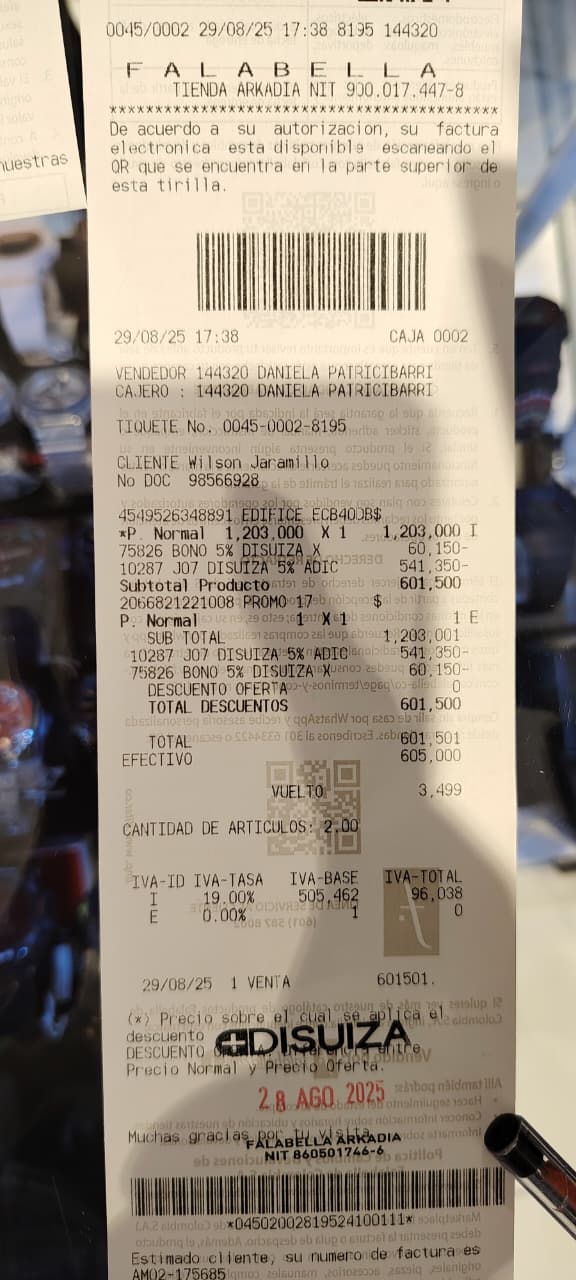 0045/0002 29/08/25 17:38 8195 144320
F A L A B E L L A
TIENDA ARKADIA NIT 900.017.447-8
*******************************************
De acuerdo a su autorizacion, su factura
electronica esta disponible escaneando el
QR que se encuentra en la parte superior de
esta tirilla.
29/08/25 17:38 CAJA 0002
VENDEDOR 144320 DANIELA PATRICIBARRI
CAJERO : 144320 DANIELA PATRICIBARRI
TIQUETE No. 0045-0002-8195
CLIENTE Wilson Jaramillo
No DOC 98566928
4549526348891 EDIFICE ECB40DB$
*P. Normal 1,203,000 X 1 1,203,000 I
75826 BONO 5% DISUIZA X 60,150-
10287 JO7 DISUIZA 5% ADIC 541,350-
Subtotal Producto 601,500
2066821221008 PROMO 17 $
P. Normal 1 X 1 1 E
SUB TOTAL 1,203,001
10287 JO7 DISUIZA 5% ADIC 541,350-
75826 BONO 5% DISUIZA X 60,150-
DESCUENTO OFERTA 0
TOTAL DESCUENTOS 601,500
TOTAL 601,501
EFECTIVO 605,000
VUELTO 3,499
CANTIDAD DE ARTICULOS: 2,00
IVA-ID IVA-TASA IVA-BASE IVA-TOTAL
I 19.00% 505,462 96,038
E 0.00% 1 0
29/08/25 1 VENTA 601501.
(*) Precio sobre el cual se aplica el
descuento
DISUIZA
DESCUENTO entre
Precio Normal y Precio Oferta.
28 AGO 2025
Muchas gracias por tu visita
FALABELLA ARKADIA
NIT 860501746-6
*04502002819524100111*
Estimado cliente, su numero de factura es
AMO2-175685
nuestras